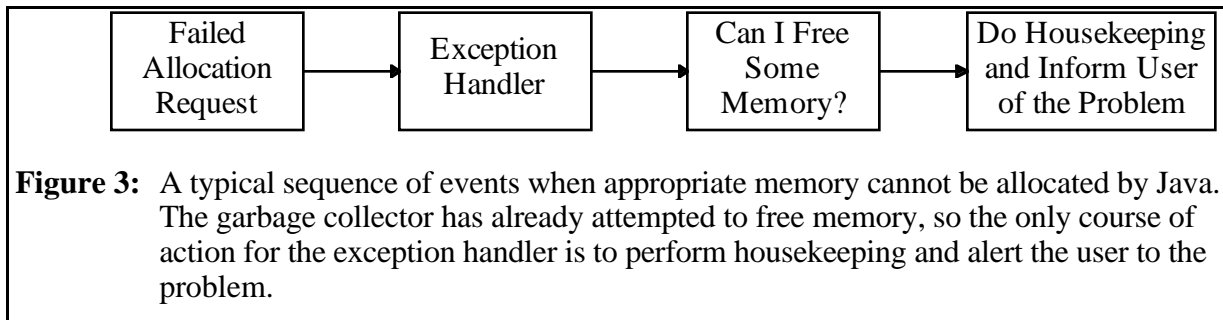 Failed
Allocation
Request
Exception
Handler
Can I Free
Some
Memory?
Do Housekeeping
and Inform User
of the Problem
Figure 3: A typical sequence of events when appropriate memory cannot be allocated by Java.
The garbage collector has already attempted to free memory, so the only course of
action for the exception handler is to perform housekeeping and alert the user to the
problem.